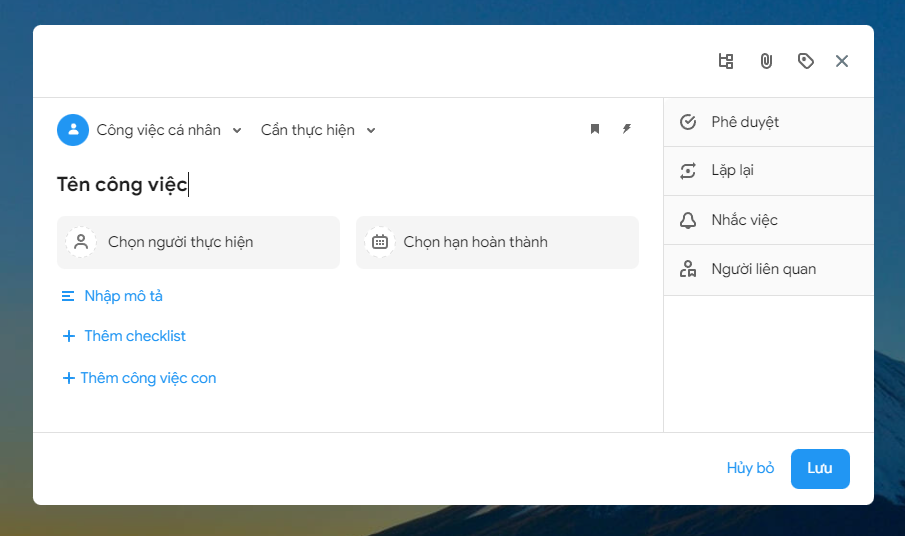 Công việc cá nhân
Cần thực hiện
Tên công việc
Chọn người thực hiện
Chọn hạn hoàn thành
Nhập mô tả
Thêm checklist
Thêm công việc con
Phê duyệt
Lặp lại
Nhắc việc
Người liên quan
Hủy bỏ
Lưu